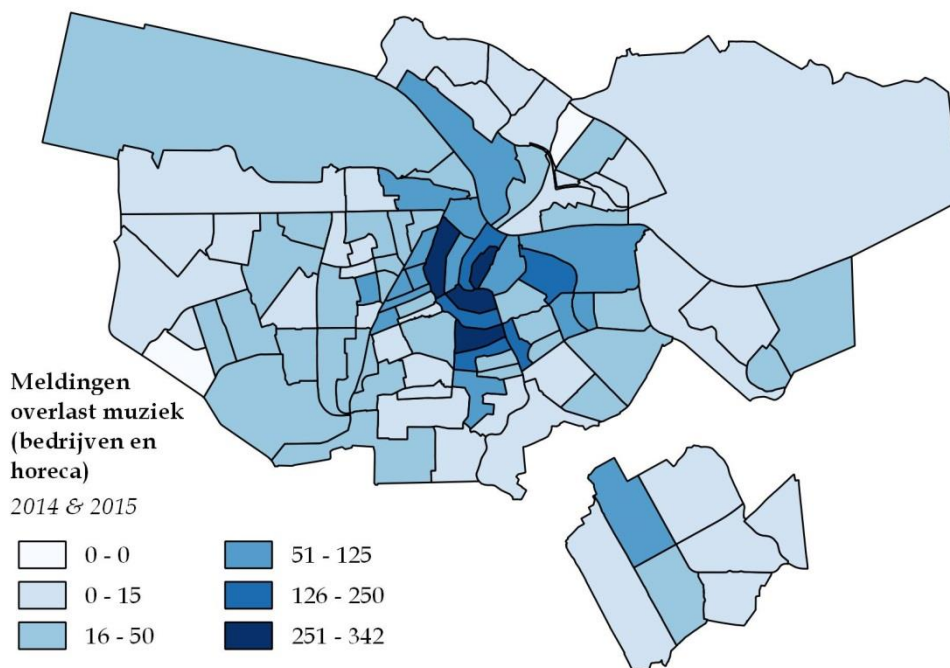 Meldingen
overlast muziek
(bedrijven en
horeca)
2014 & 2015
0 - 0
0 - 15
16 - 50
51 - 125
126 - 250
251 - 342